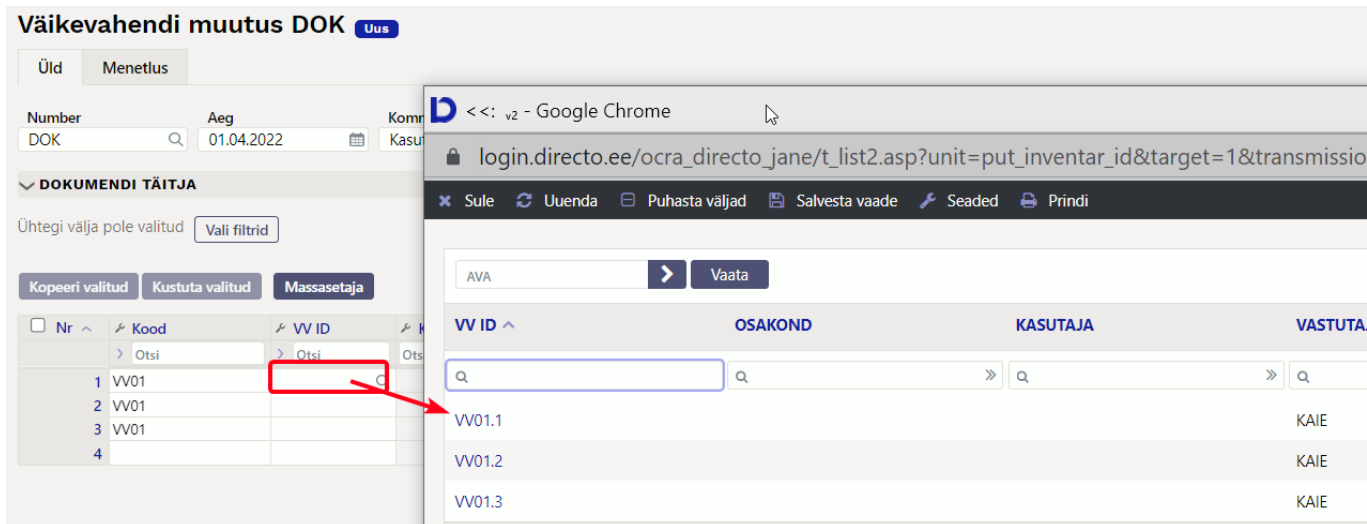 Väikevahendi muutus DOK Uus
Üld Menetlus
Number Aeg
DOK 01.04.2022
DOKUMENDI TÄITJA
Ühtegi välja pole valitud Vali filtrid
Kopeeri valitud Kustuta valitud Massasetaja
Nr Kood VV ID
Otsi Otsi
1 VV01
2 VV01
3 VV01
4
<<: v2 - Google Chrome
login.directo.ee/ocra_directo_jane/t_list2.asp?unit=put_inventar_id&target=1&transmissio
Sule Uuenda Puhasta väljad Salvesta vaade Seaded Prindi
AVA Vaata
VV ID OSAKOND KASUTAJA VASTUTA
VV01.1 KAIE
VV01.2 KAIE
VV01.3 KAIE